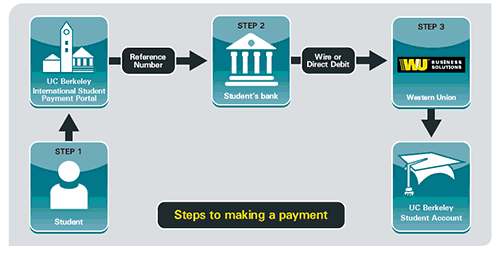 STEP 1
Student
UC Berkeley
International Student
Payment Portal
Reference
Number
STEP 2
Student's bank
Wire or
Direct Debit
STEP 3
WU BUSINESS
SOLUTIONS
Western Union
UC Berkeley
Student Account
Steps to making a payment